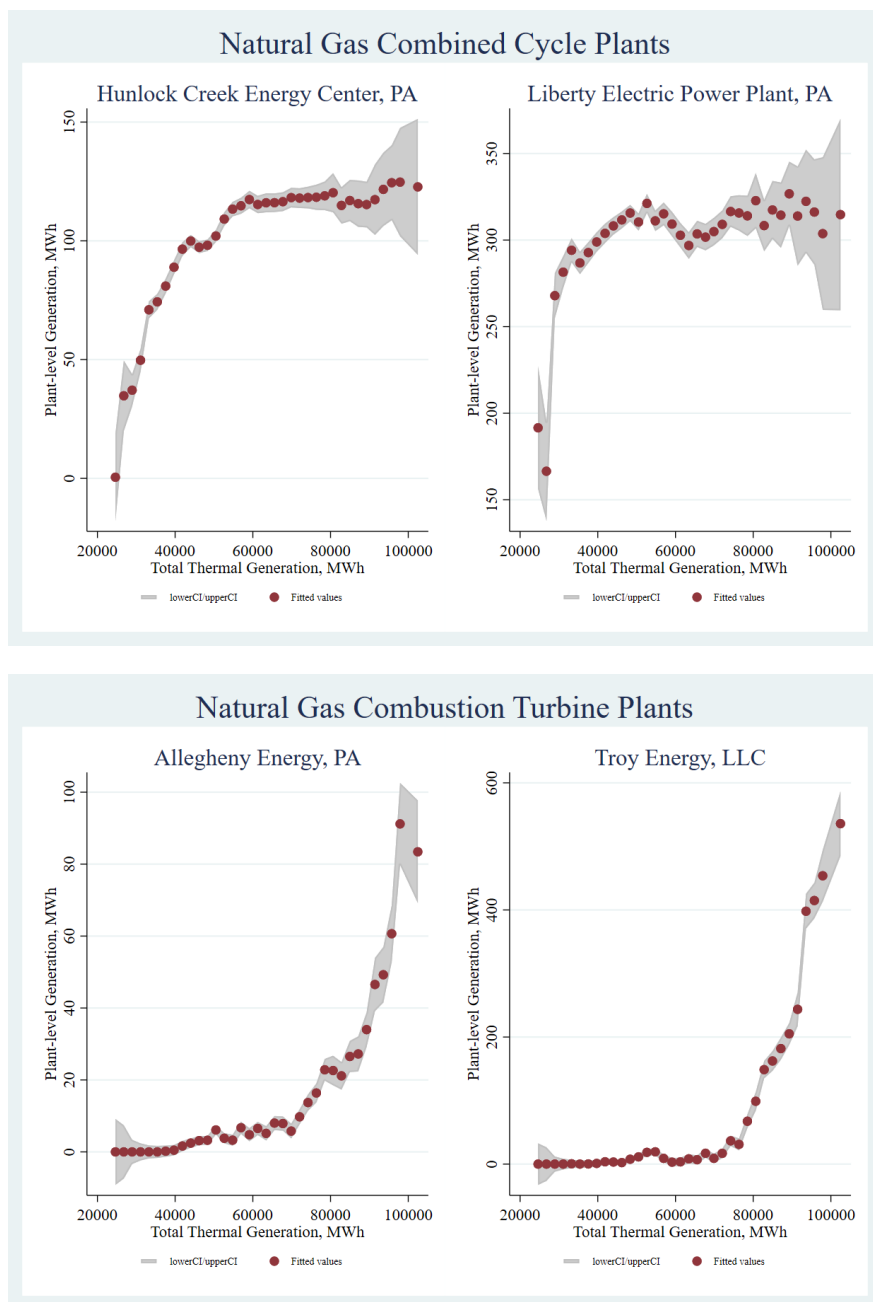 Natural Gas Combined Cycle Plants
Hunlock Creek Energy Center, PA
Plant-level Generation, MWh
150
100
50
0
20000 40000 60000 80000 100000
Total Thermal Generation, MWh
lowerCI/upperCI Fitted values
Liberty Electric Power Plant, PA
Plant-level Generation, MWh
350
300
250
200
150
20000 40000 60000 80000 100000
Total Thermal Generation, MWh
lowerCI/upperCI Fitted values
Natural Gas Combustion Turbine Plants
Allegheny Energy, PA
Plant-level Generation, MWh
100
80
60
40
20
0
20000 40000 60000 80000 100000
Total Thermal Generation, MWh
lowerCI/upperCI Fitted values
Troy Energy, LLC
Plant-level Generation, MWh
600
400
200
0
20000 40000 60000 80000 100000
Total Thermal Generation, MWh
lowerCI/upperCI Fitted values